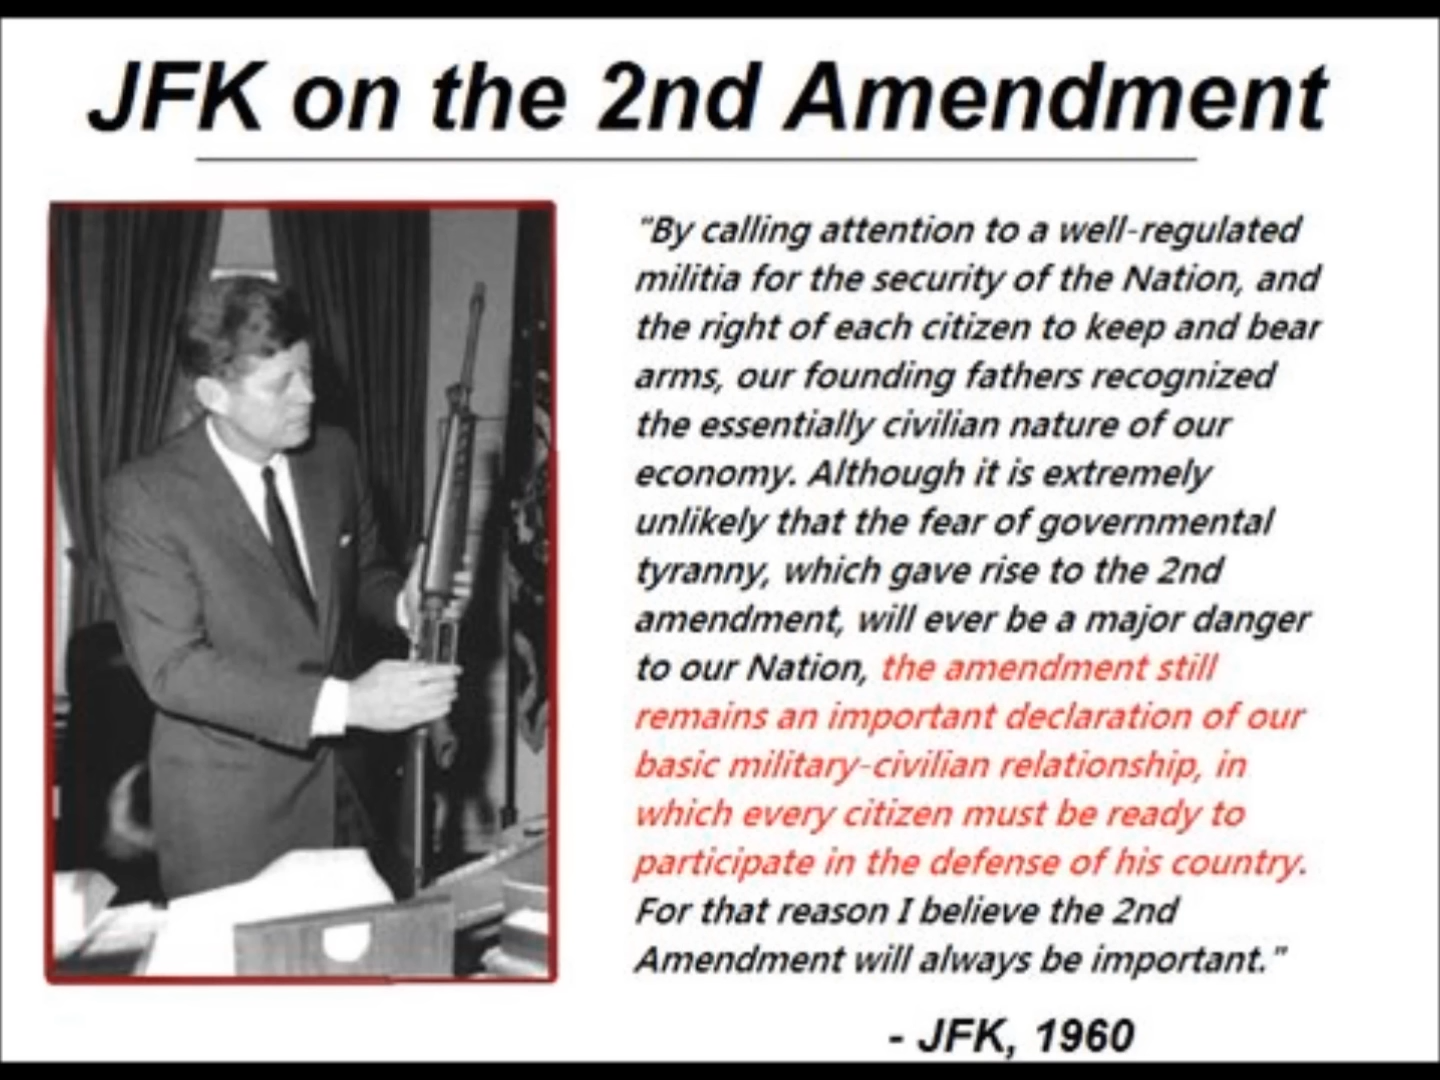 JFK on the 2nd Amendment
"By calling attention to a well-regulated
militia for the security of the Nation, and
the right of each citizen to keep and bear
arms, our founding fathers recognized
the essentially civilian nature of our
economy. Although it is extremely
unlikely that the fear of governmental
tyranny, which gave rise to the 2nd
amendment, will ever be a major danger
to our Nation, the amendment still
remains an important declaration of our
basic military-civilian relationship, in
which every citizen must be ready to
participate in the defense of his country.
For that reason I believe the 2nd
Amendment will always be important."
- JFK, 1960